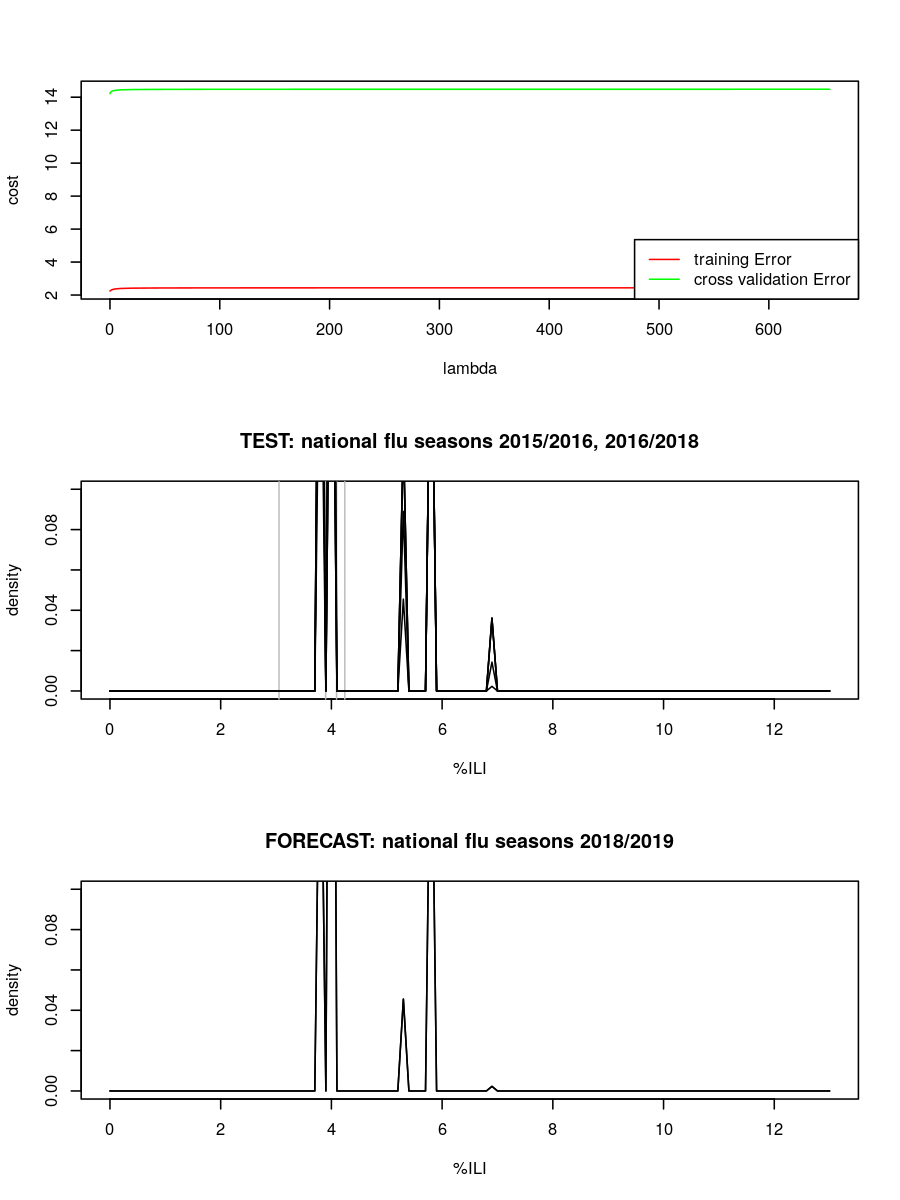 14
12
10
8
6
4
2
cost
training Error
cross validation Error
0 100 200 300 400 500 600
lambda
TEST: national flu seasons 2015/2016, 2016/2018
0.08
0.04
0.00
density
0 2 4 6 8 10 12
%ILI
FORECAST: national flu seasons 2018/2019
0.08
0.04
0.00
density
0 2 4 6 8 10 12
%ILI